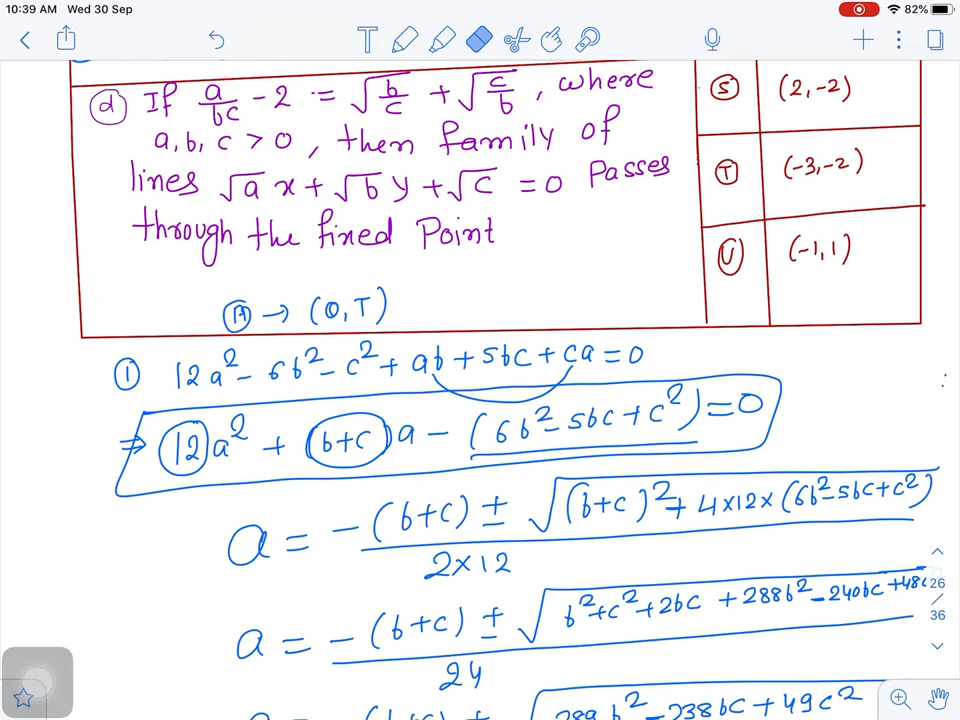 10:39 AM Wed 30 Sep
82%
T
(d) If a/bc - 2 = √(b/c) + √(c/b), where
a, b, c > 0, then family of
lines √a x + √b y + √c = 0 Passes
through the fixed Point
(S) (2,-2)
(T) (-3,-2)
(U) (-1,1)
(A) → (Q,T)
(1) 12a² - 6b² - c² + ab + 5bc + ca = 0
⇒ 12a² + (b+c)a - (6b² - 5bc + c²) = 0
a = -(b+c) ± √((b+c)² + 4×12×(6b² - 5bc + c²))
2×12
a = -(b+c) ± √(b² + c² + 2bc + 288b² - 240bc + 48c
24
289b² - 238bc + 49c²
26
/
36